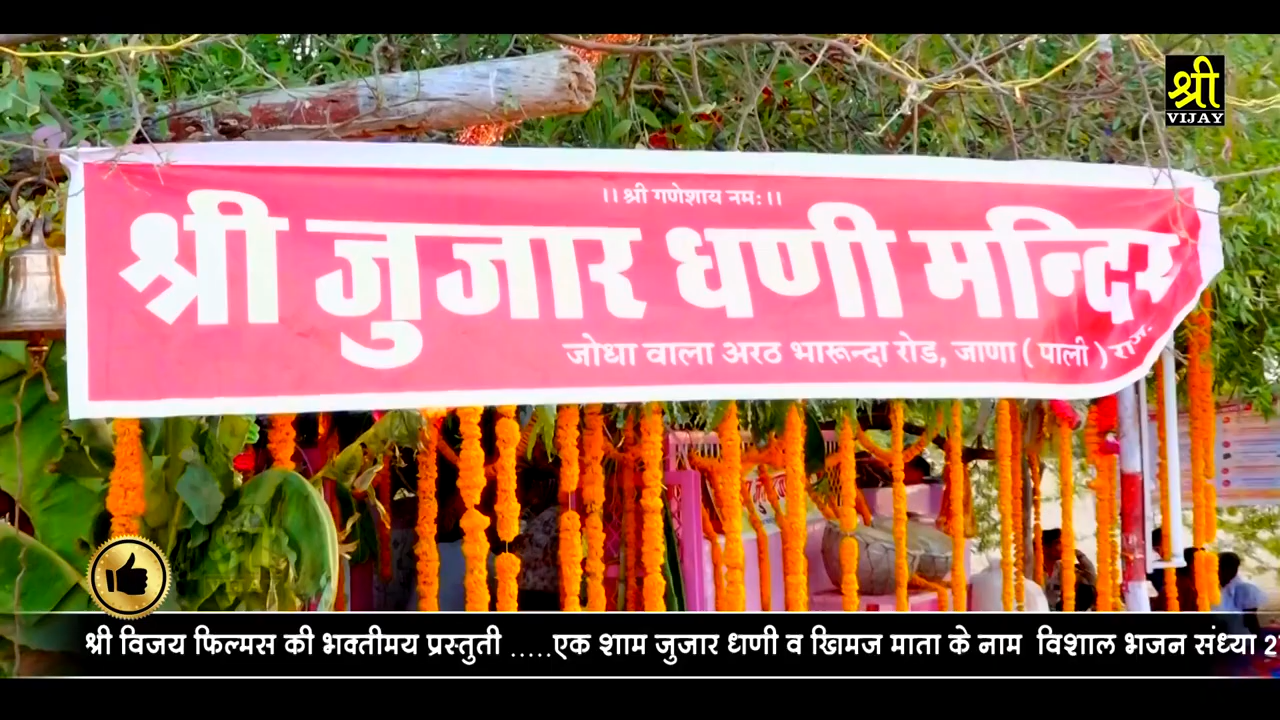 श्री
VIJAY
।। श्री गणेशाय नमः ।।
श्री जुजार धणी मन्दिर
जोधा वाला अरठ भारून्दा रोड, जाणा ( पाली ) राज.
श्री विजय फिल्मस की भक्तीमय प्रस्तुती .....एक शाम जुजार धणी व खिमज माता के नाम विशाल भजन संध्या